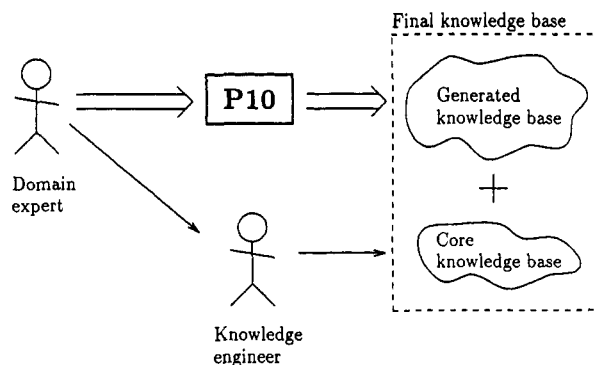 Final knowledge base
P10
Generated
knowledge base
+
Domain
expert
Core
knowledge base
Knowledge
engineer